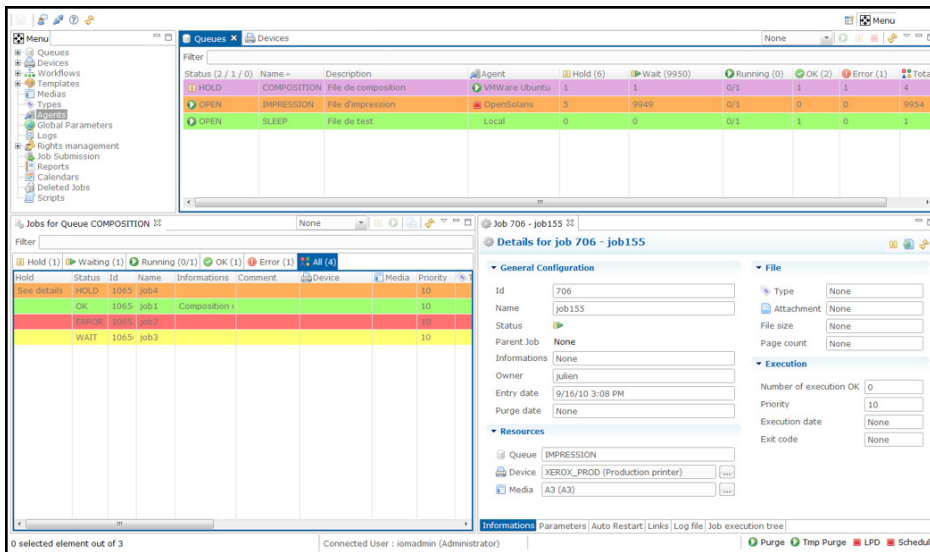 Menu
Menu
Queues
Devices
Workflows
Templates
Medias
Types
Agents
Global Parameters
Logs
Rights management
Job Submission
Reports
Calendars
Deleted Jobs
Scripts
Queues Devices None
Filter
Status (2 / 1 / 0) Name Description Agent Hold (6) Wait (9950) Running (0) OK (2) Error (1) Tota
HOLD COMPOSITION File de composition VMWare Ubuntu 1 1 0/1 1 1 4
OPEN IMPRESSION File d'impression OpenSolaris 5 9949 0/1 0 0 9954
OPEN SLEEP File de test Local 0 0 0/1 1 0 1
Jobs for Queue COMPOSITION None
Filter
Hold (1) Waiting (1) Running (0/1) OK (1) Error (1) All (4)
Hold Status Id Name Informations Comment Device Media Priority
See details HOLD 1065 job4 10
OK 1065 job1 Composition 10
ERROR 1065 job2 10
WAIT 1065 job3 10
Job 706 - job155
Details for job 706 - job155
General Configuration
Id 706
Name job155
Status
Parent Job None
Informations None
Owner julien
Entry date 9/16/10 3:08 PM
Purge date None
Resources
Queue IMPRESSION
Device XEROX_PROD (Production printer) ...
Media A3 (A3) ...
File
Type None
Attachment None
File size None
Page count None
Execution
Number of execution OK 0
Priority 10
Execution date None
Exit code None
Informations Parameters Auto Restart Links Log file Job execution tree
0 selected element out of 3 Connected User : iomadmin (Administrator) Purge Tmp Purge LPD Schedul